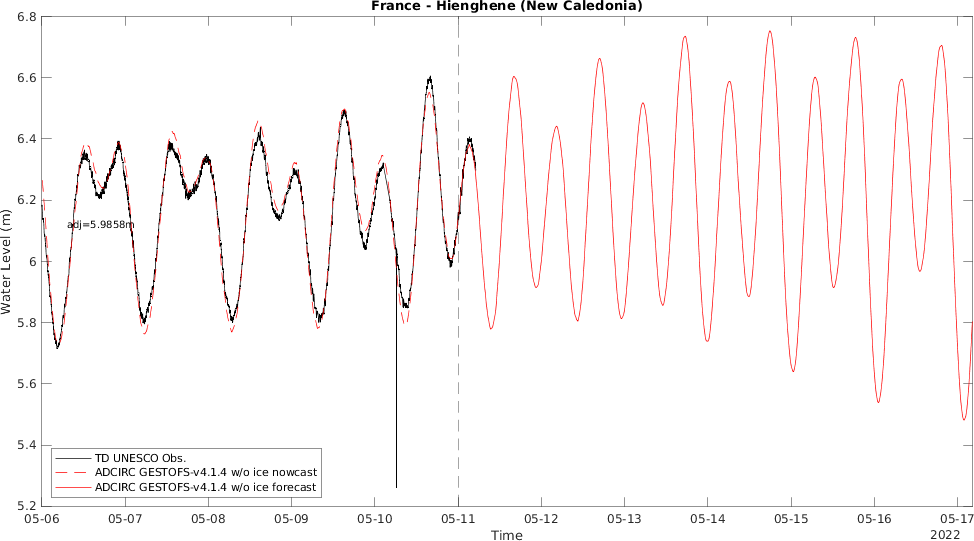 France - Hienghene (New Caledonia)
6.8
6.6
6.4
6.2
6
5.8
5.6
5.4
5.2
Water Level (m)
adj=5.9858m
TD UNESCO Obs.
ADCIRC GESTOFS-v4.1.4 w/o ice nowcast
ADCIRC GESTOFS-v4.1.4 w/o ice forecast
05-06 05-07 05-08 05-09 05-10 05-11 05-12 05-13 05-14 05-15 05-16 05-17
Time
2022